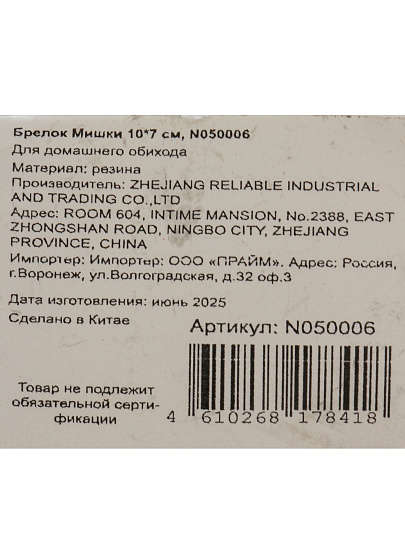 Брелок Мишки 10*7 см, N050006
Для домашнего обихода
Материал: резина
Производитель: ZHEJIANG RELIABLE INDUSTRIAL
AND TRADING CO.,LTD
Адрес: ROOM 604, INTIME MANSION, No.2388, EAST
ZHONGSHAN ROAD, NINGBO CITY, ZHEJIANG
PROVINCE, CHINA
Импортер: Импортер: ООО «ПРАЙМ». Адрес: Россия,
г.Воронеж, ул.Волгоградская, д.32 оф.3
Дата изготовления: июнь 2025
Сделано в Китае
Артикул: N050006
Товар не подлежит
обязательной серти-
фикации
4 610268 178418